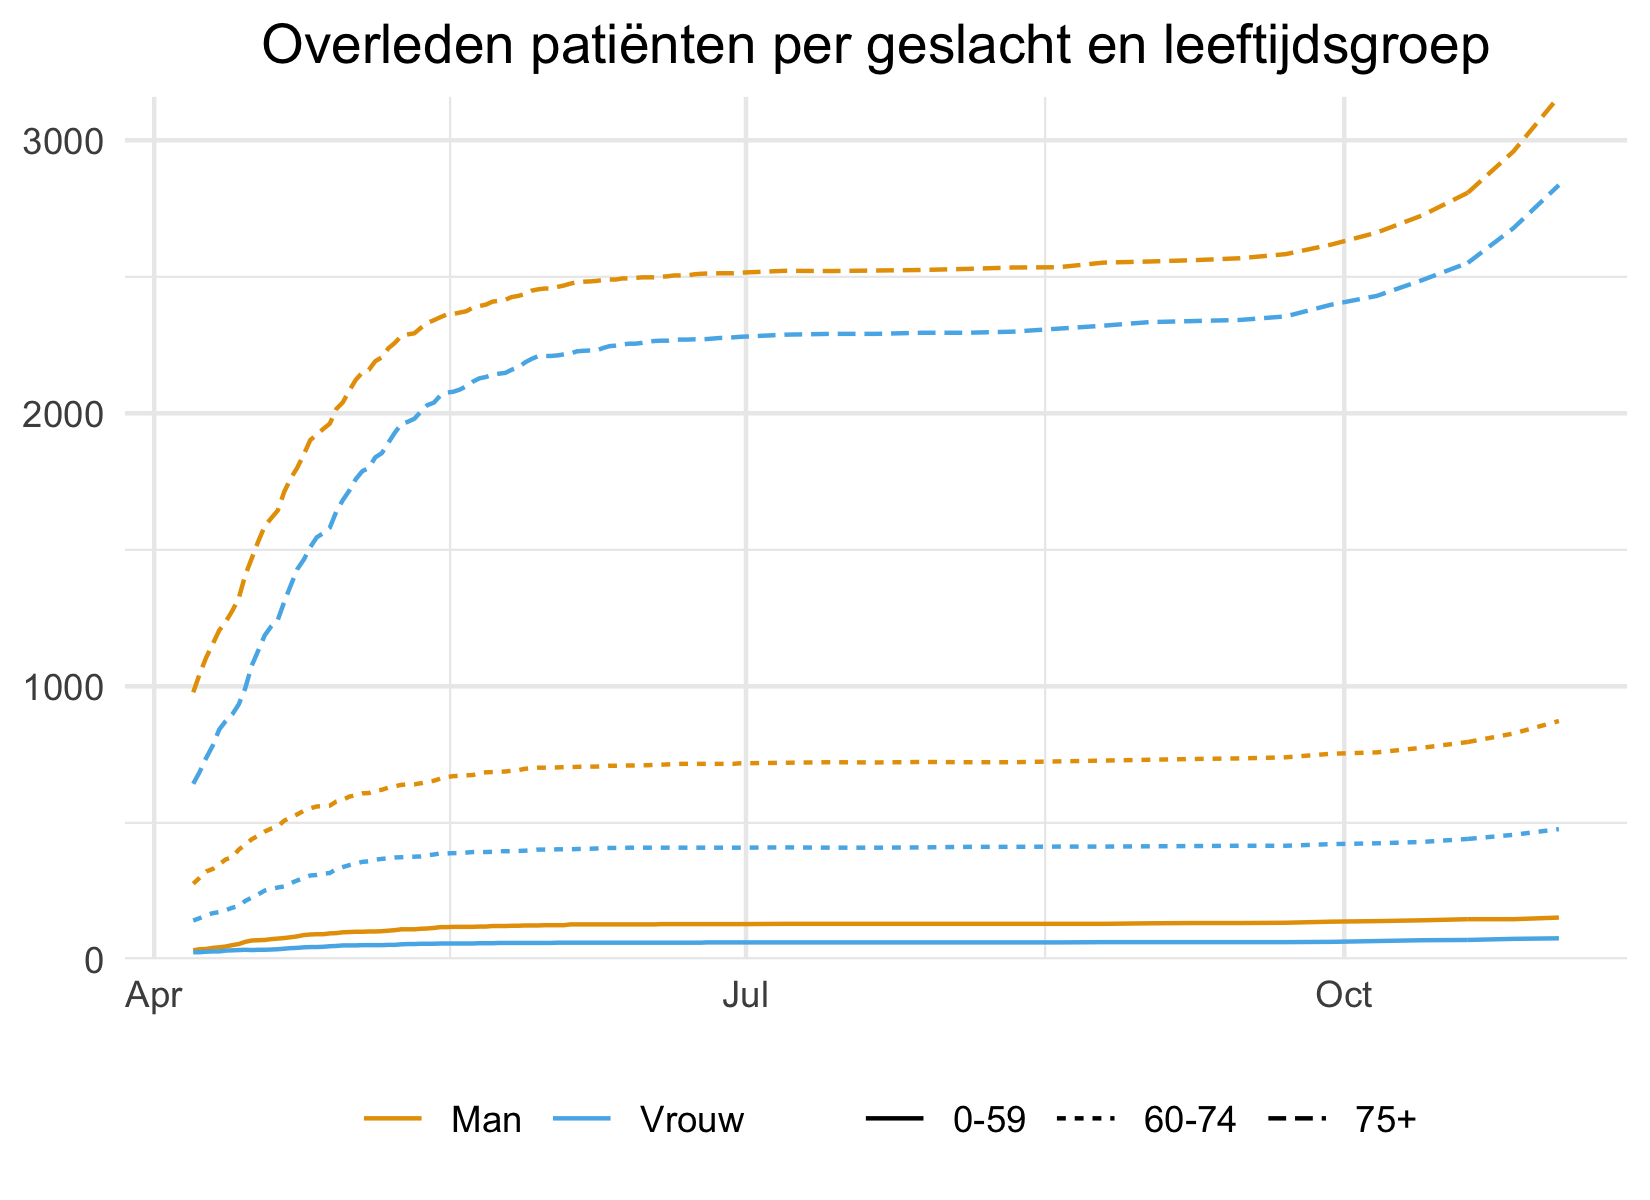 Overleden patiënten per geslacht en leeftijdsgroep
3000
2000
1000
0
Apr Jul Oct
Man Vrouw 0-59 60-74 75+